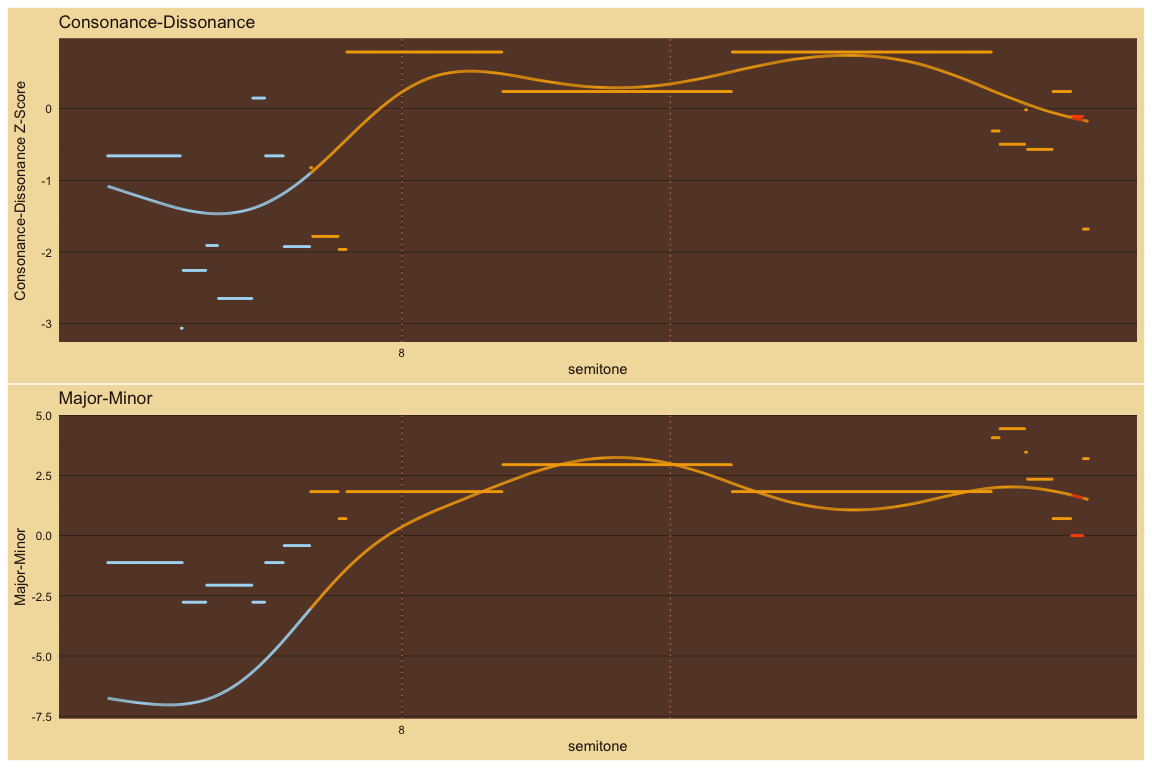 Consonance-Dissonance
Consonance-Dissonance Z-Score
0
-1
-2
-3
8
semitone
Major-Minor
Major-Minor
5.0
2.5
0.0
-2.5
-5.0
-7.5
8
semitone